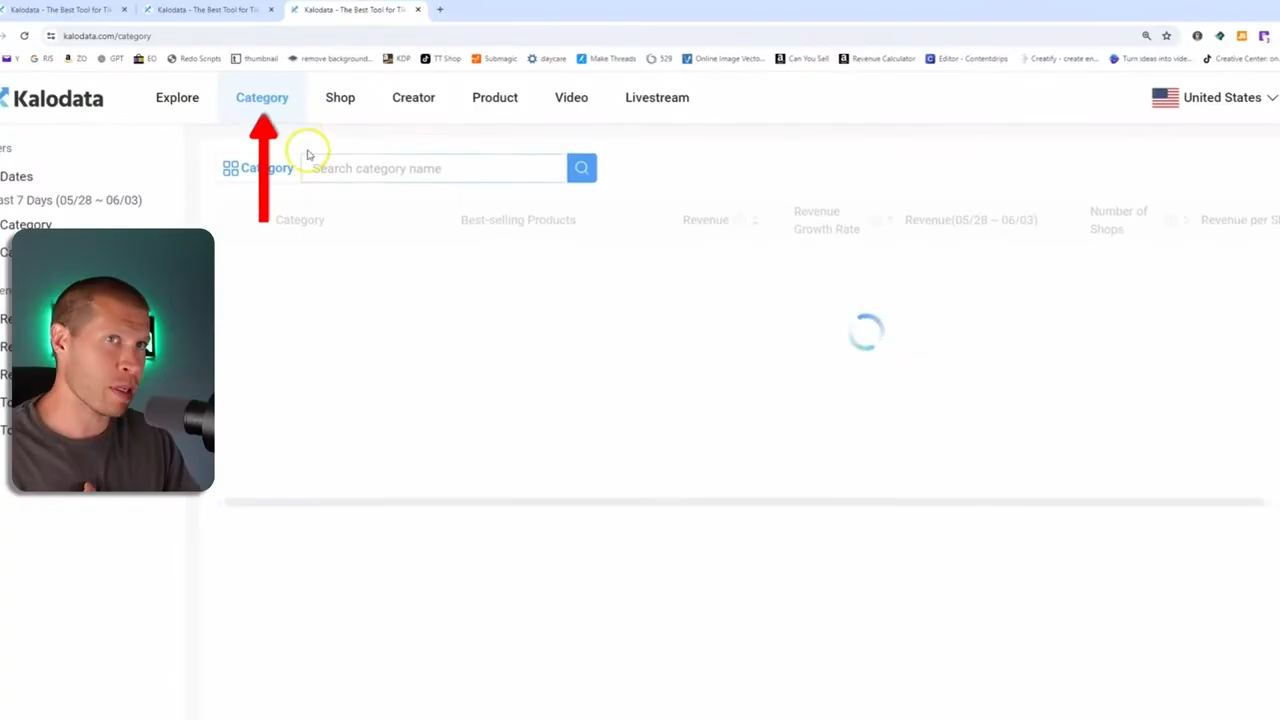 Kalodata - The Best Tool for Ti
Kalodata - The Best Tool for Ti
Kalodata - The Best Tool for Ti
kalodata.com/category
Y
RIS
ZO
GPT
EO
Redo Scripts
thumbnail
remove background...
KDP
TT Shop
Submagic
daycare
Make Threads
529
Online Image Vecto...
Can You Sell
Revenue Calculator
Editor - Contentdrips
Creatify - create en...
Turn ideas into vide...
Creative Center: on
Kalodata
Explore
Category
Shop
Creator
Product
Video
Livestream
United States
ers
Dates
ast 7 Days (05/28 ~ 06/03)
Category
Category
Search category name
Category
Best-selling Products
Revenue
Revenue
Growth Rate
Revenue(05/28 ~ 06/03)
Number of
Shops
Revenue per